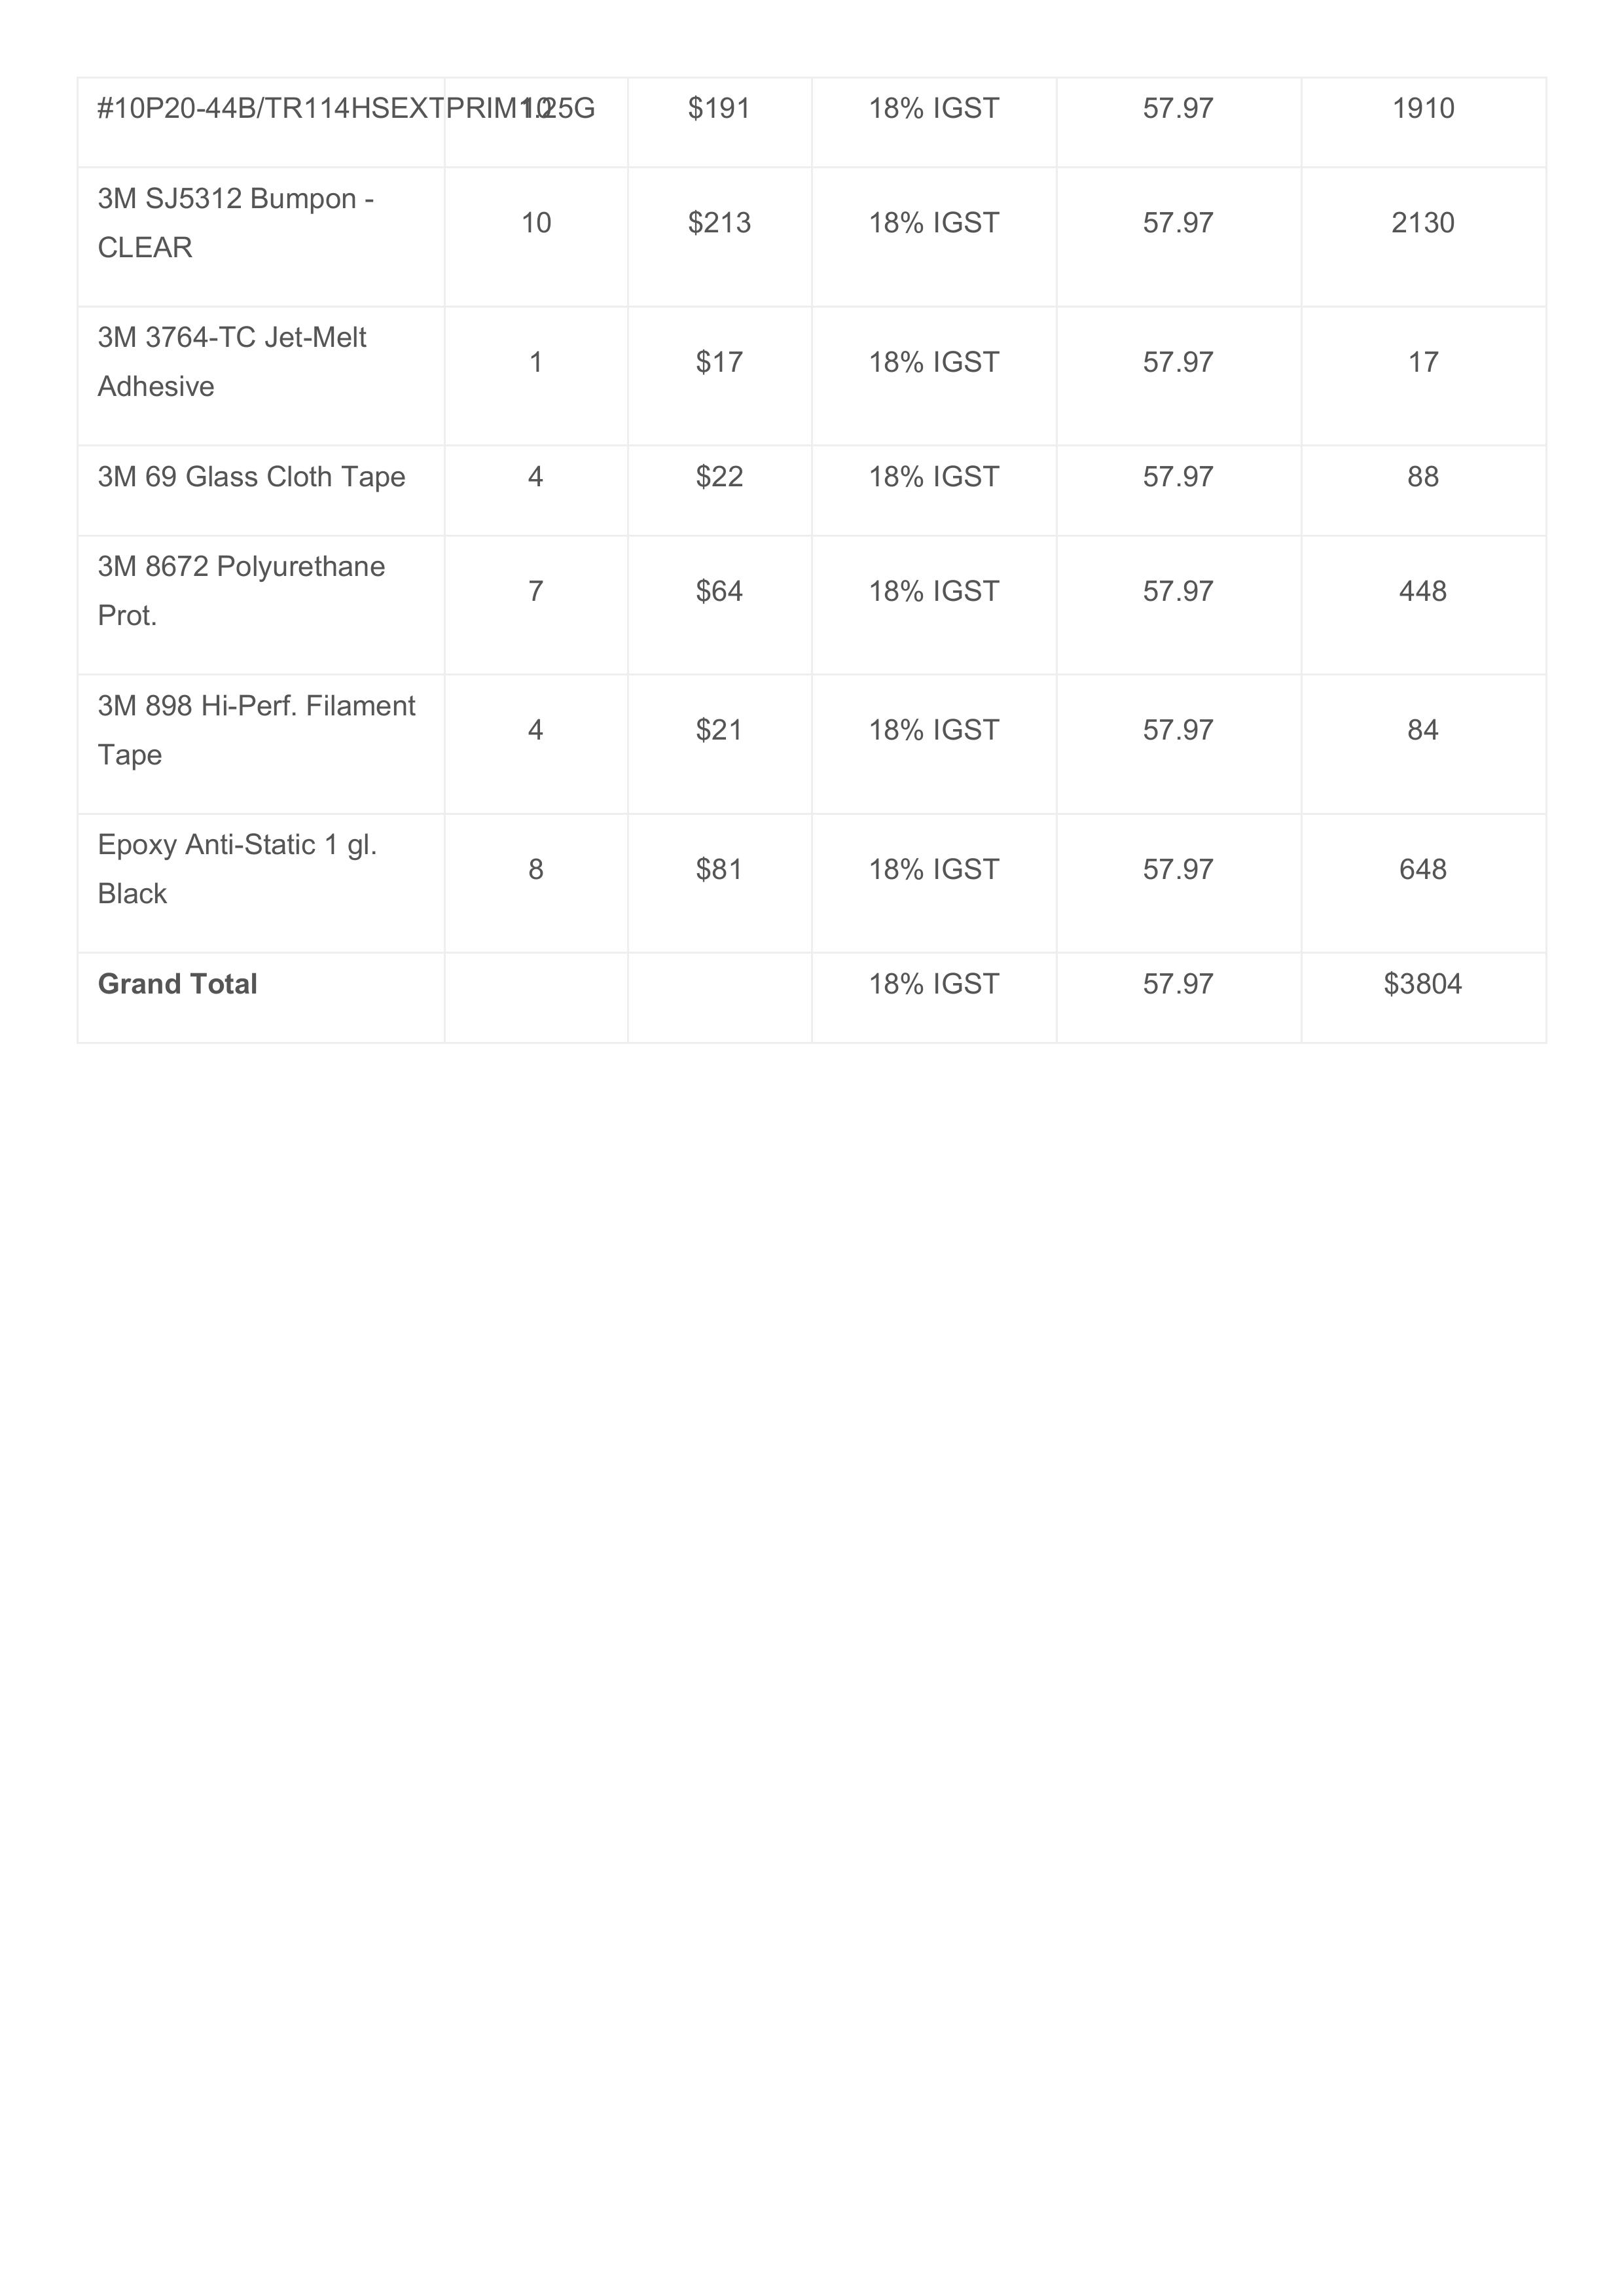 #10P20-44B/TR114HSEXTPRIM1.25G 10 $191 18% IGST 57.97 1910
3M SJ5312 Bumpon -
CLEAR
10 $213 18% IGST 57.97 2130
3M 3764-TC Jet-Melt
Adhesive
1 $17 18% IGST 57.97 17
3M 69 Glass Cloth Tape 4 $22 18% IGST 57.97 88
3M 8672 Polyurethane
Prot.
7 $64 18% IGST 57.97 448
3M 898 Hi-Perf. Filament
Tape
4 $21 18% IGST 57.97 84
Epoxy Anti-Static 1 gl.
Black
8 $81 18% IGST 57.97 648
Grand Total 18% IGST 57.97 $3804